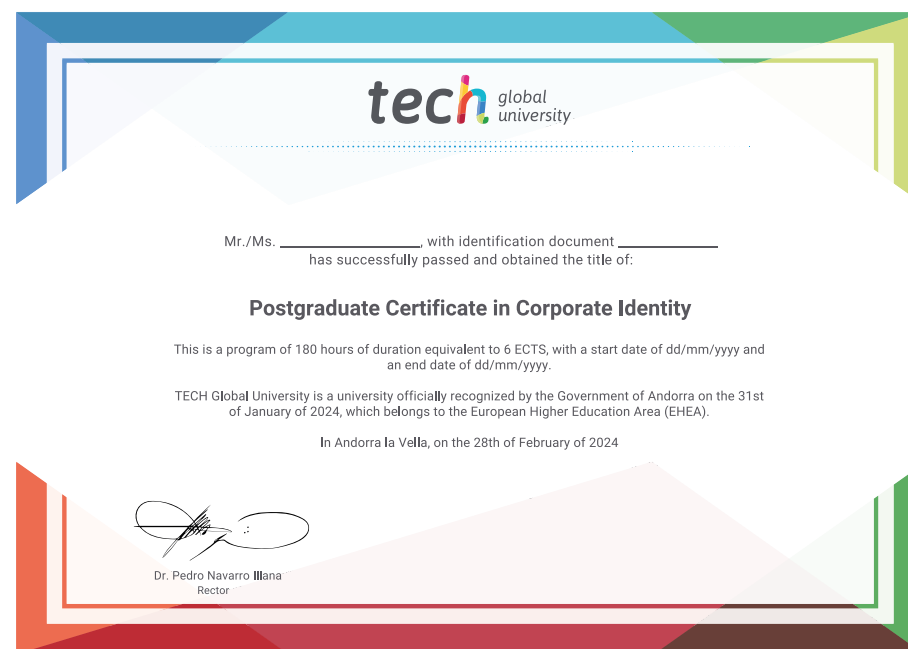 tech global
university
Mr./Ms. ____________________, with identification document ______________
has successfully passed and obtained the title of:
Postgraduate Certificate in Corporate Identity
This is a program of 180 hours of duration equivalent to 6 ECTS, with a start date of dd/mm/yyyy and
an end date of dd/mm/yyyy.
TECH Global University is a university officially recognized by the Government of Andorra on the 31st
of January of 2024, which belongs to the European Higher Education Area (EHEA).
In Andorra la Vella, on the 28th of February of 2024
Dr. Pedro Navarro Illana
Rector